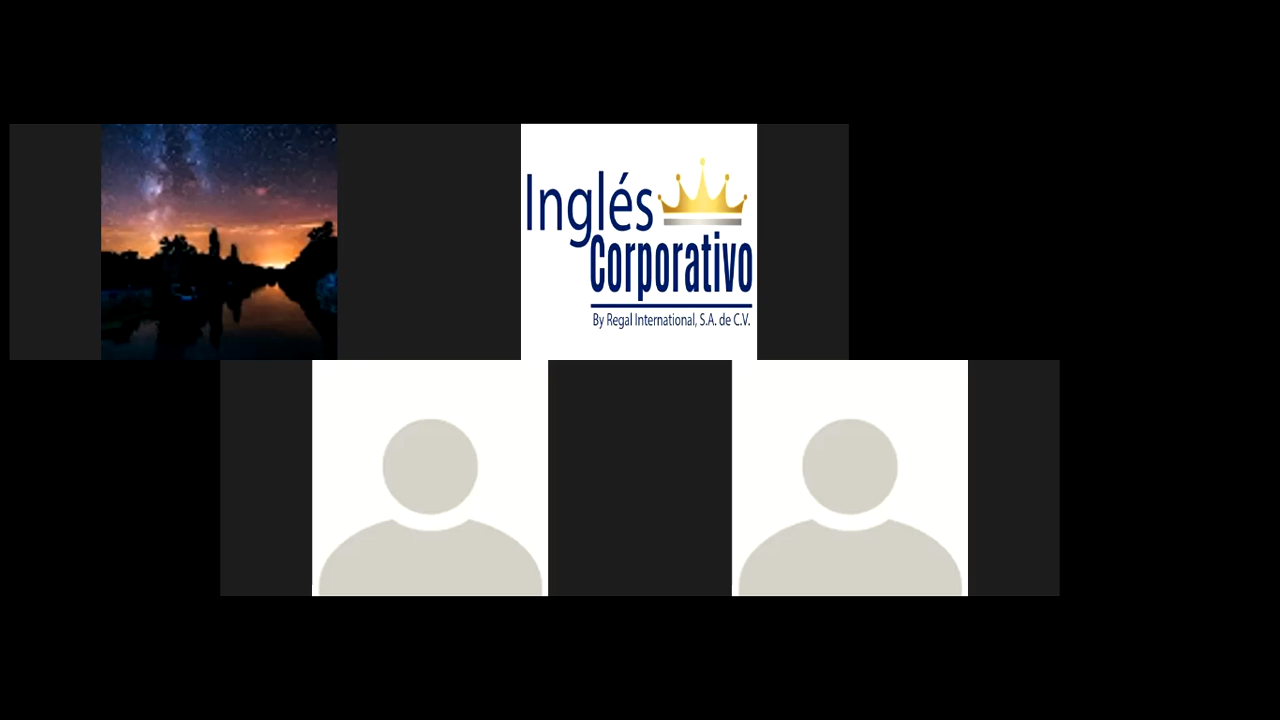 Inglés
Corporativo
By Regal International, S.A. de C.V.